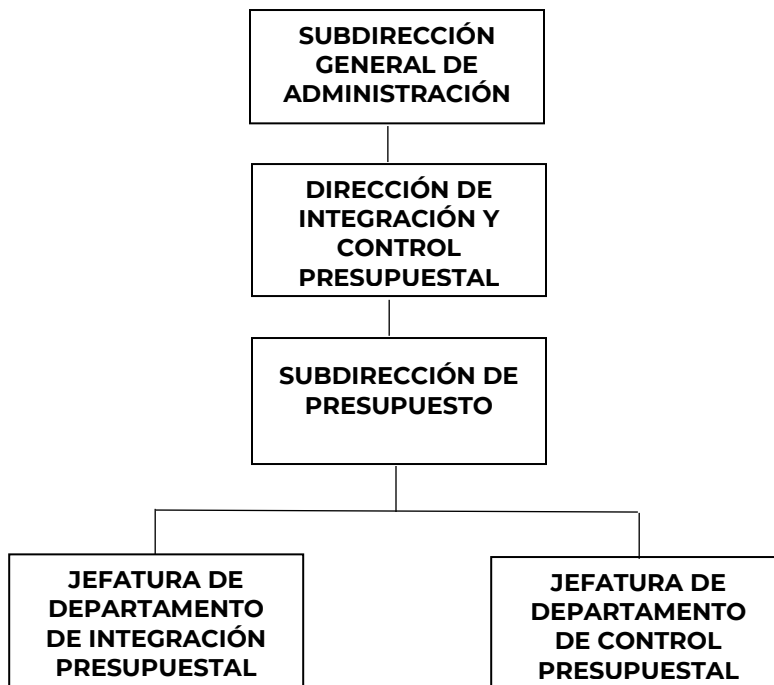 SUBDIRECCIÓN
GENERAL DE
ADMINISTRACIÓN
DIRECCIÓN DE
INTEGRACIÓN Y
CONTROL
PRESUPUESTAL
SUBDIRECCIÓN DE
PRESUPUESTO
JEFATURA DE
DEPARTAMENTO
DE INTEGRACIÓN
PRESUPUESTAL
JEFATURA DE
DEPARTAMENTO
DE CONTROL
PRESUPUESTAL